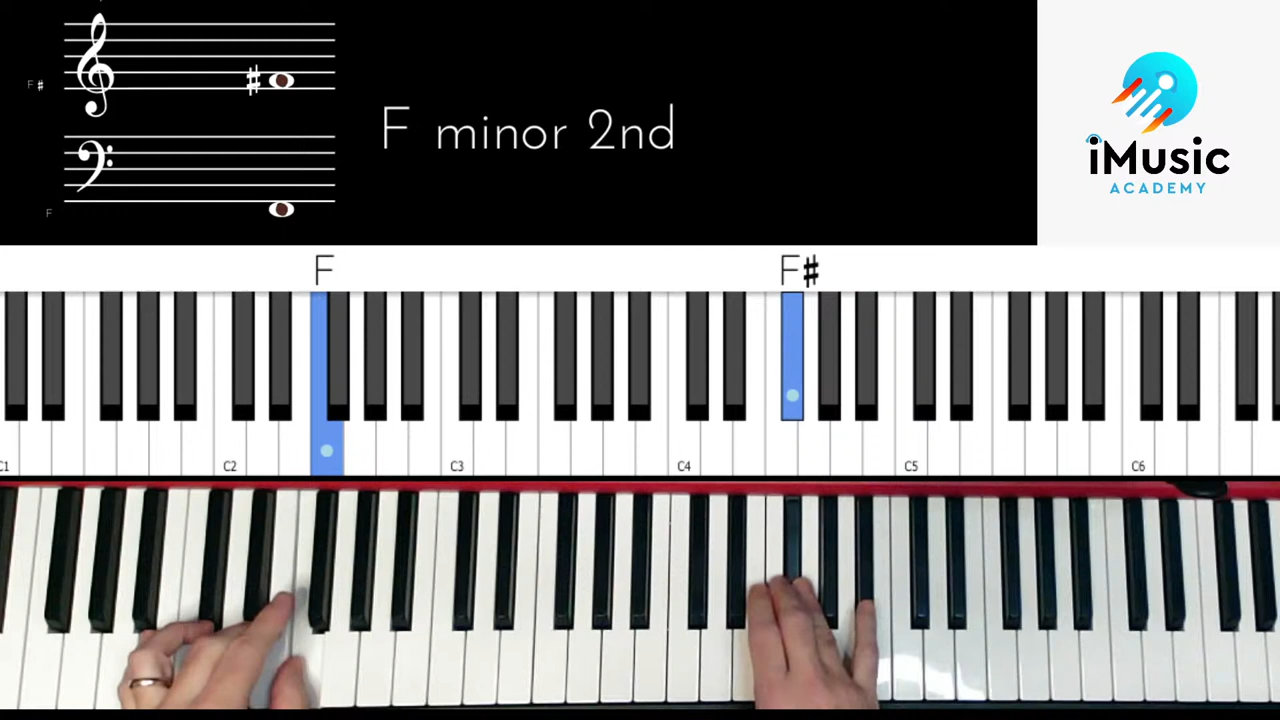 F♯
F minor 2nd
F
iMusic
ACADEMY
F F♯
C1 C2 C3 C4 C5 C6